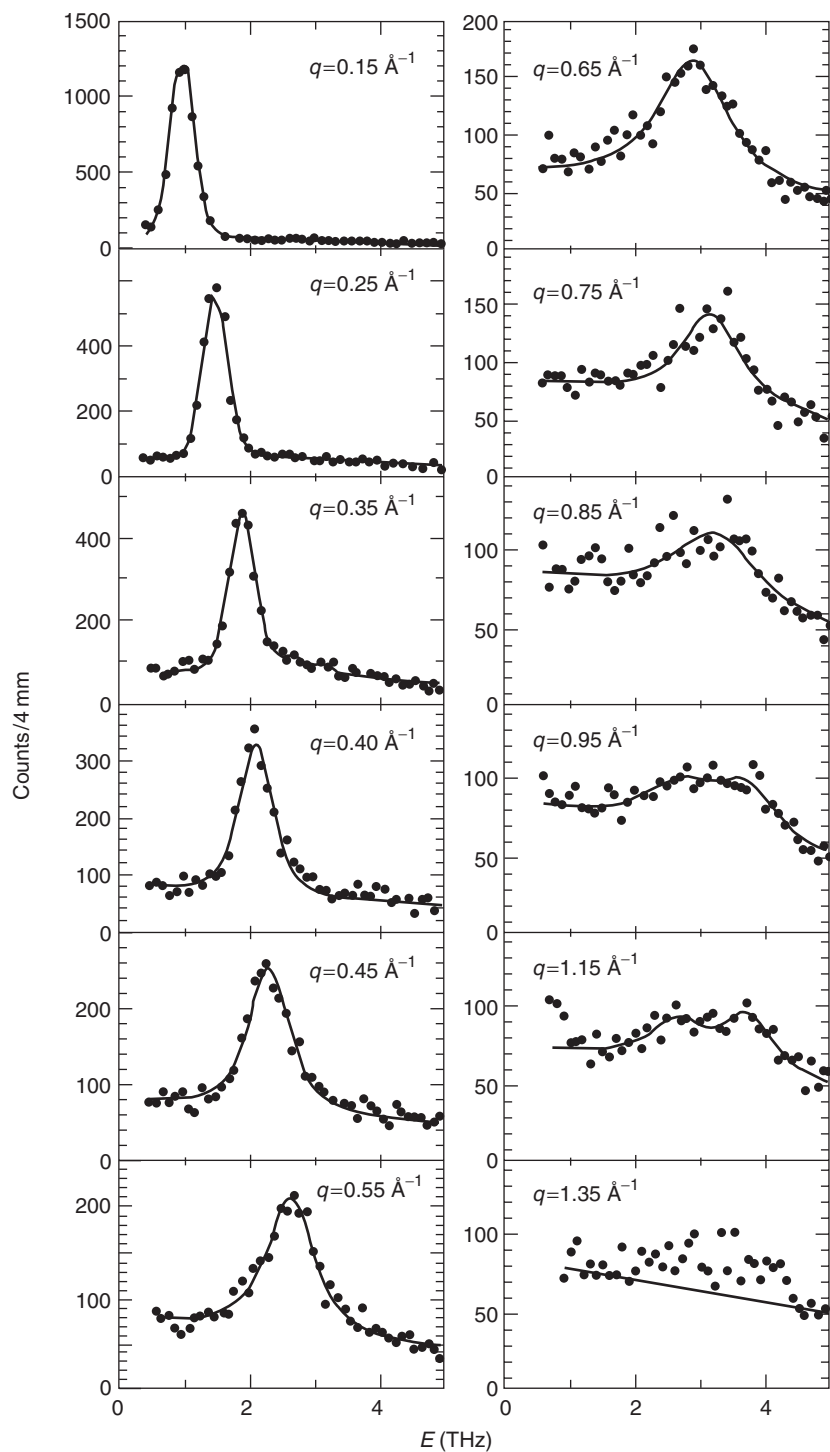 Counts/4 mm
1500
1000
500
0
q=0.15 Å−1
400
200
0
q=0.25 Å−1
400
200
0
q=0.35 Å−1
300
200
100
0
q=0.40 Å−1
200
100
0
q=0.45 Å−1
200
100
0
q=0.55 Å−1
0 2 4
200
150
100
50
0
q=0.65 Å−1
150
100
50
0
q=0.75 Å−1
100
50
0
q=0.85 Å−1
100
50
0
q=0.95 Å−1
100
50
0
q=1.15 Å−1
100
50
0
q=1.35 Å−1
0 2 4
E (THz)